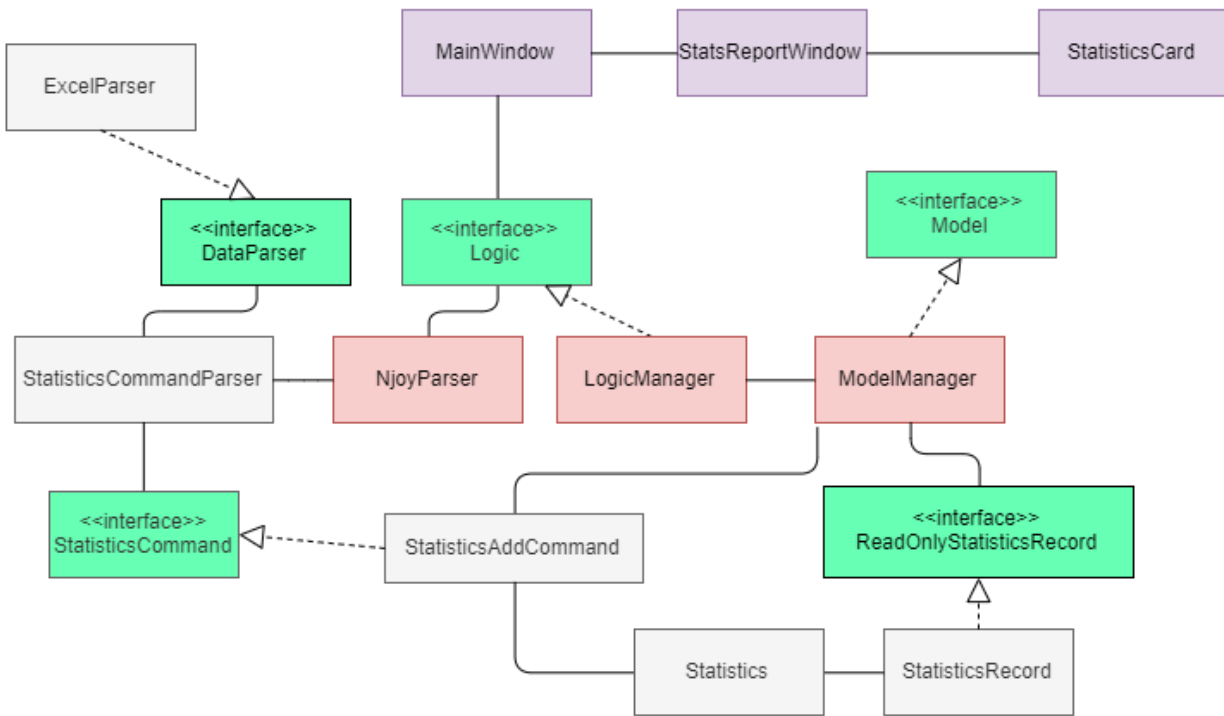 MainWindow
StatsReportWindow
StatisticsCard
ExcelParser
<<interface>>
DataParser
<<interface>>
Logic
<<interface>>
Model
StatisticsCommandParser
NjoyParser
LogicManager
ModelManager
<<interface>>
StatisticsCommand
StatisticsAddCommand
<<interface>>
ReadOnlyStatisticsRecord
Statistics
StatisticsRecord